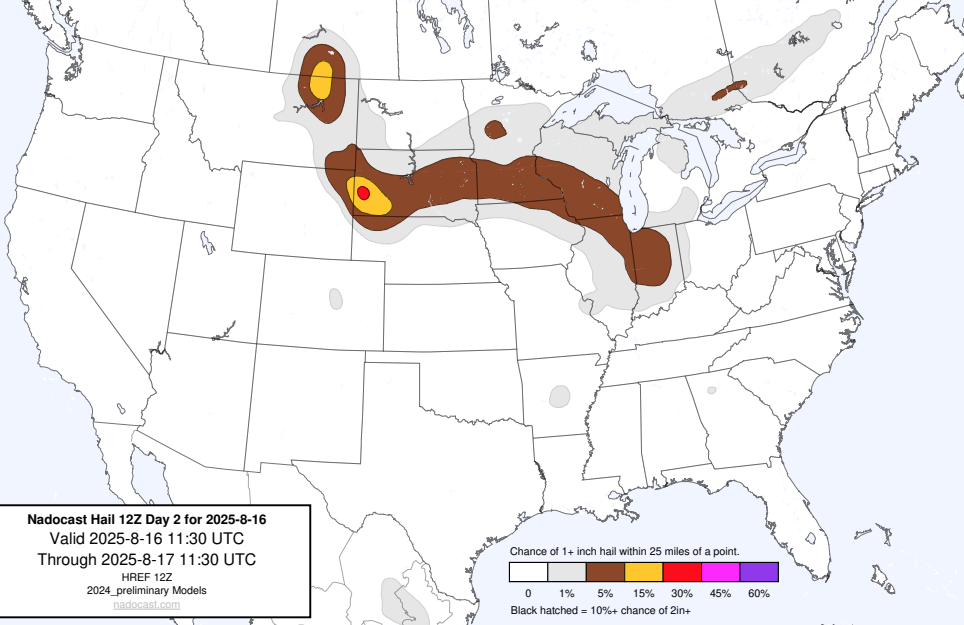 Nadocast Hail 12Z Day 2 for 2025-8-16
Valid 2025-8-16 11:30 UTC
Through 2025-8-17 11:30 UTC
HREF 12Z
2024_preliminary Models
nadocast.com
Chance of 1+ inch hail within 25 miles of a point.
0 1% 5% 15% 30% 45% 60%
Black hatched = 10%+ chance of 2in+